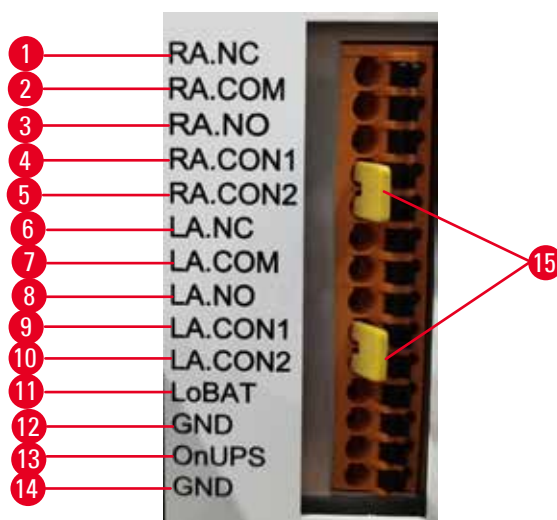 1 RA.NC
2 RA.COM
3 RA.NO
4 RA.CON1
5 RA.CON2
6 LA.NC
7 LA.COM
15
8 LA.NO
9 LA.CON1
10 LA.CON2
11 LoBAT
12 GND
13 OnUPS
14 GND